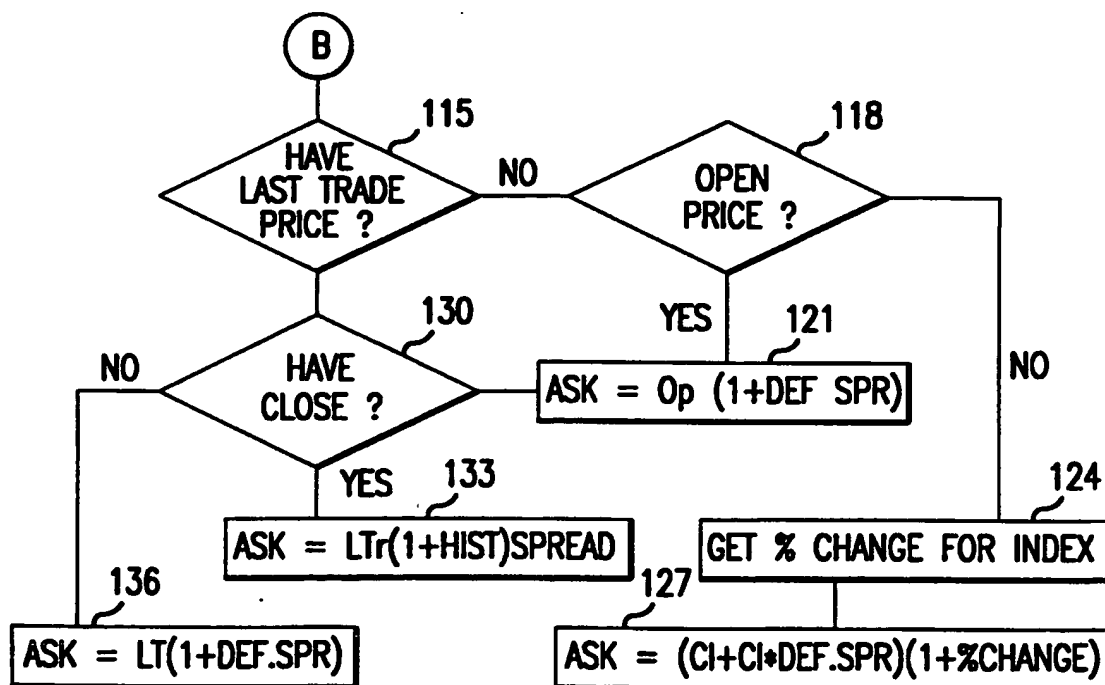 B
115
HAVE
LAST TRADE
PRICE ?
NO
118
OPEN
PRICE ?
130
HAVE
CLOSE ?
NO
YES
121
ASK = Op (1+DEF SPR)
NO
YES
133
ASK = LTr(1+HIST)SPREAD
124
GET % CHANGE FOR INDEX
136
ASK = LT(1+DEF.SPR)
127
ASK = (Cl+Cl*DEF.SPR)(1+%CHANGE)